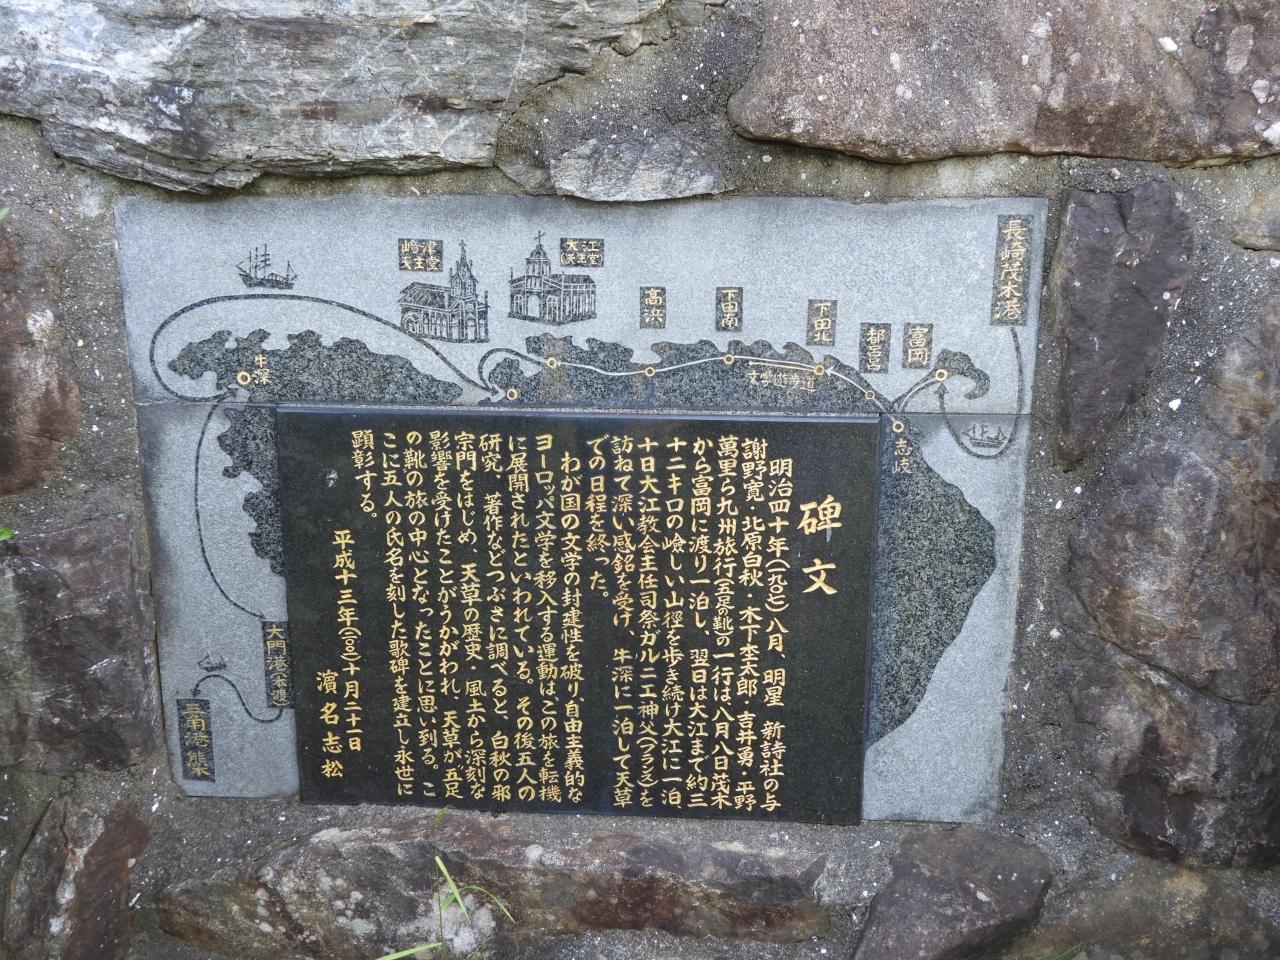 長崎茂木港
富岡
都呂々
下田北
下田南
高浜
大江
(天主堂)
﨑津
天主堂
牛深
文学遊歩道
志岐
大門港(本渡)
三角港 熊本
碑文
明治四十年(一九〇七)八月、明星 新詩社の与
謝野寛・北原白秋・木下杢太郎・吉井勇・平野
萬里ら九州旅行(五足の靴)の一行は八月八日茂木
から富岡に渡り一泊し、翌日は大江まで約三
十二キロの嶮しい山徑を歩き続け大江に一泊
十日大江教会主任司祭ガルニエ神父(フランス)を
訪ねて深い感銘を受け、牛深に一泊して天草
での日程を終った。
わが国の文学の封建性を破り自由主義的な
ヨーロッパ文学を移入する運動はこの旅を転機
に展開されたといわれている。その後五人の
研究、著作などつぶさに調べると、白秋の邪
宗門をはじめ、天草の歴史・風土から深刻な
影響を受けたことがうかがわれ、天草が五足
の靴の旅の中心となったことに思い到る。こ
こに五人の氏名を刻した歌碑を建立し永世に
顕彰する。
平成十三年(二〇〇一)十月二十一日
濱名志松